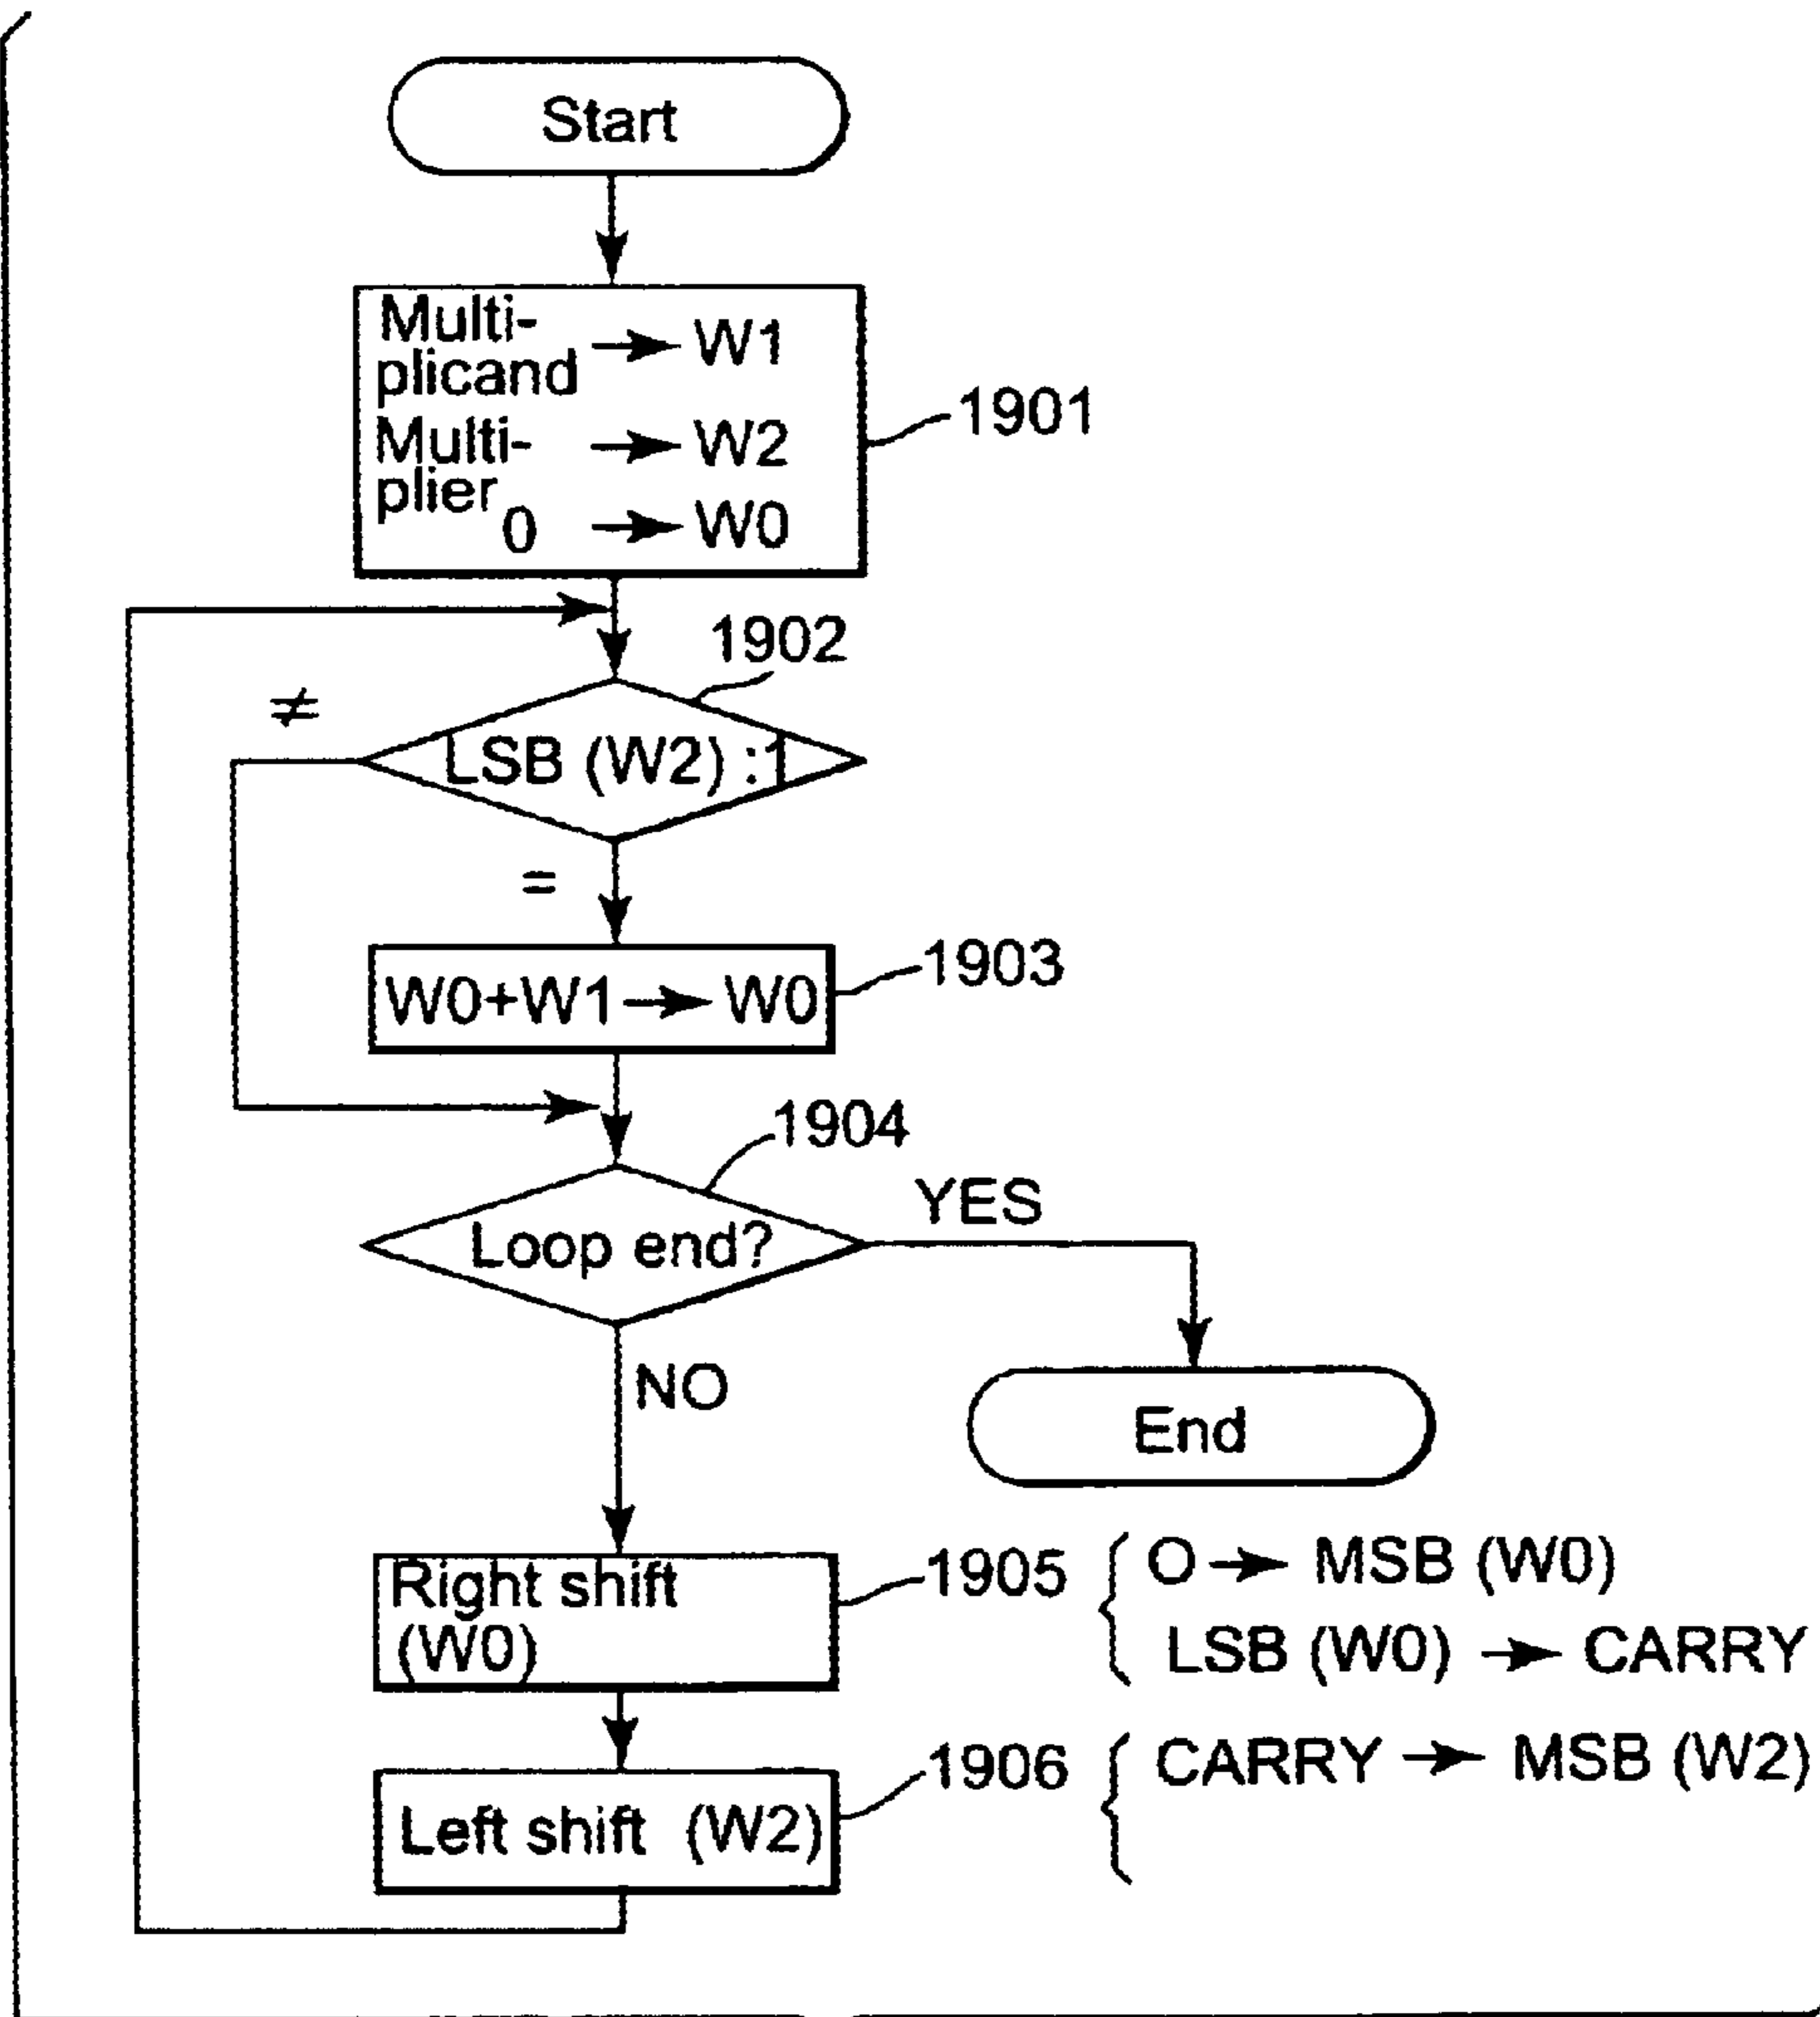 Start
Multi-
plicand → W1
Multi-
plier → W2
0 → W0
1901
1902
≠
LSB (W2) :1
=
1903
W0+W1 → W0
1904
Loop end?
YES
NO
End
Right shift
(W0)
1905
O → MSB (W0)
LSB (W0) → CARRY
Left shift (W2)
1906
CARRY → MSB (W2)